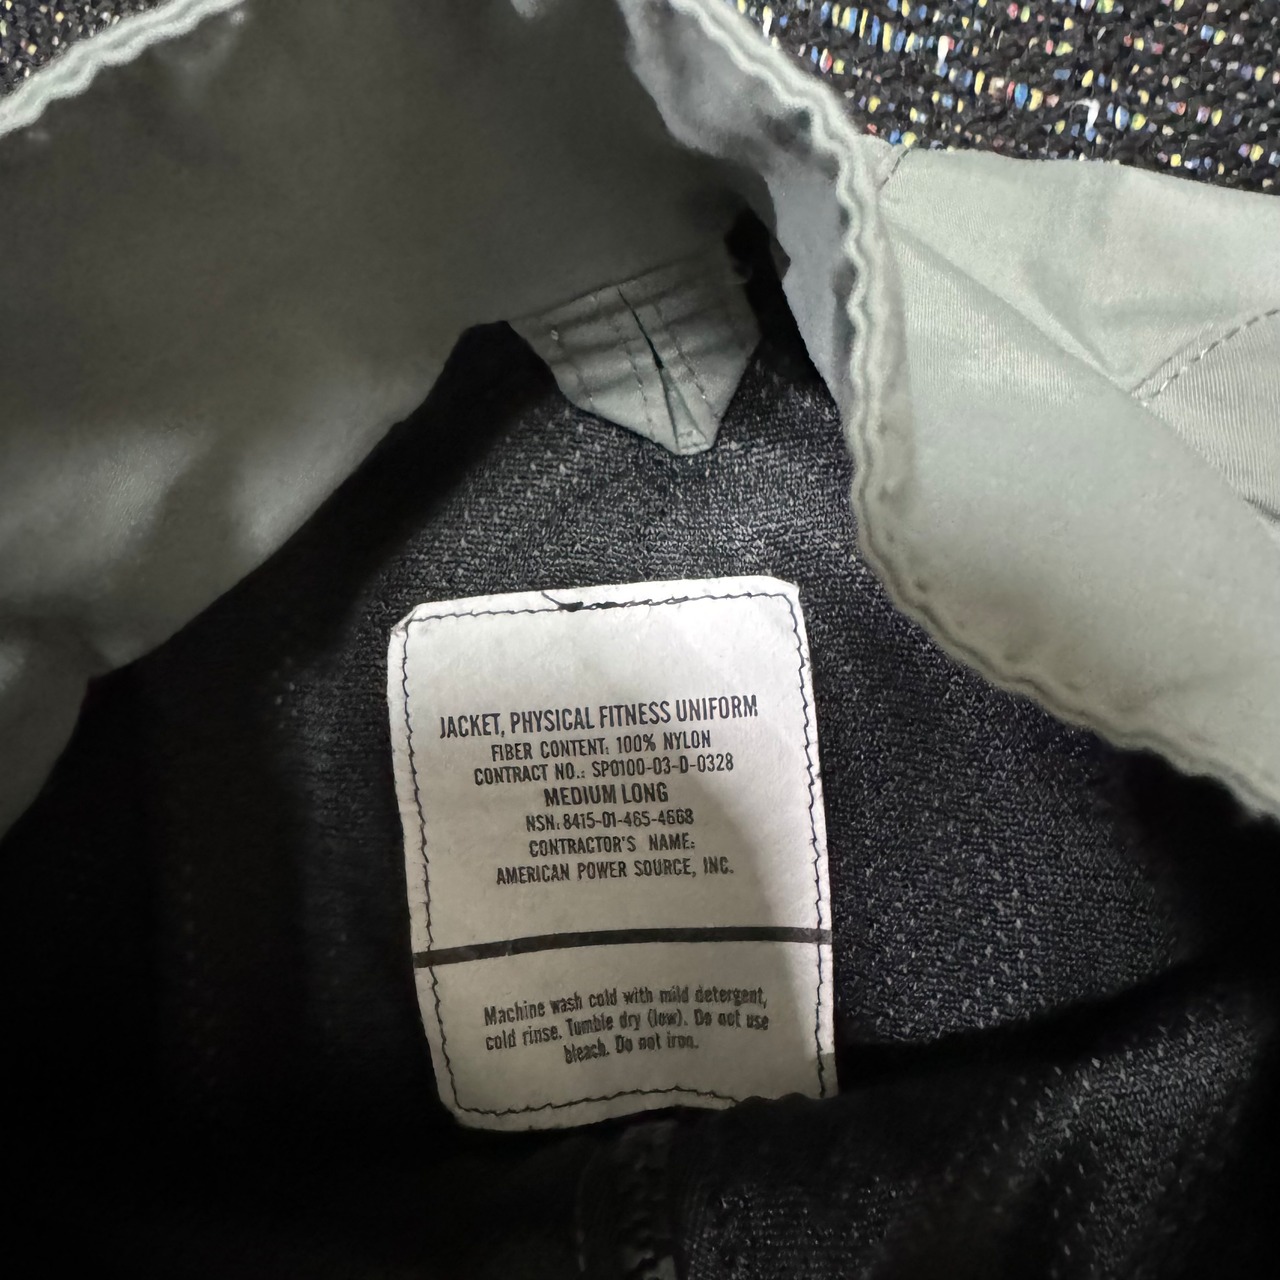 JACKET, PHYSICAL FITNESS UNIFORM
FIBER CONTENT: 100% NYLON
CONTRACT NO.: SP0100-03-D-0328
MEDIUM LONG
NSN: 8415-01-465-4668
CONTRACTOR'S NAME:
AMERICAN POWER SOURCE, INC.
Machine wash cold with mild detergent,
cold rinse. Tumble dry (low). Do not use
bleach. Do not iron.